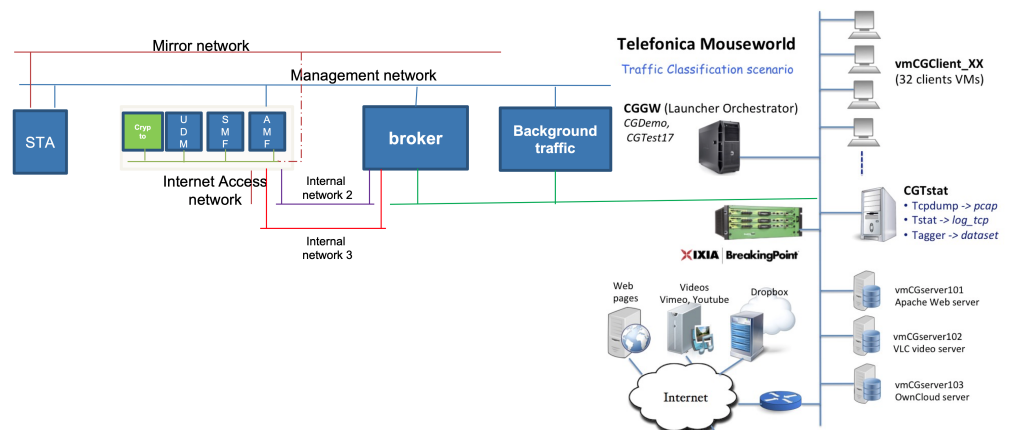 Mirror network
Management network
STA
Cryp
to
U
D
M
S
M
F
A
M
F
broker
Background
traffic
Internet Access
network
Internal
network 2
Internal
network 3
Telefonica Mouseworld
Traffic Classification scenario
CGGW (Launcher Orchestrator)
CGDemo,
CGTest17
vmCGClient_XX
(32 clients VMs)
CGTstat
• Tcpdump -> pcap
• Tstat -> log_tcp
• Tagger -> dataset
IXIA BreakingPoint
Web
pages
Videos
Vimeo, Youtube
Dropbox
Internet
vmCGserver101
Apache Web server
vmCGserver102
VLC video server
vmCGserver103
OwnCloud server